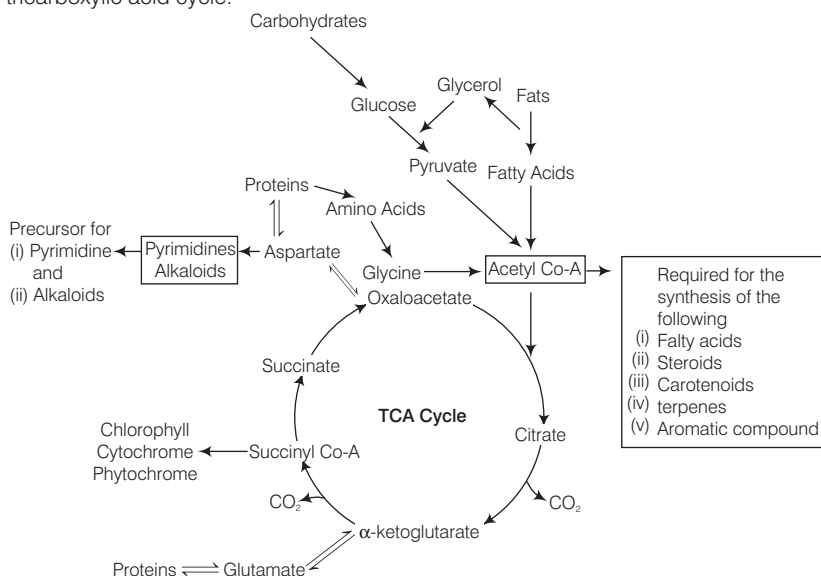 tricarboxylic acid cycle.
Carbohydrates
Glycerol
Fats
Glucose
Pyruvate
Fatty Acids
Proteins
Amino Acids
Precursor for
(i) Pyrimidine
and
(ii) Alkaloids
Pyrimidines
Alkaloids
Aspartate
Glycine
Acetyl Co-A
Oxaloacetate
Required for the
synthesis of the
following
(i) Falty acids
(ii) Steroids
(iii) Carotenoids
(iv) terpenes
(v) Aromatic compound
Succinate
TCA Cycle
Citrate
Chlorophyll
Cytochrome
Phytochrome
Succinyl Co-A
CO₂
CO₂
α-ketoglutarate
Proteins
Glutamate